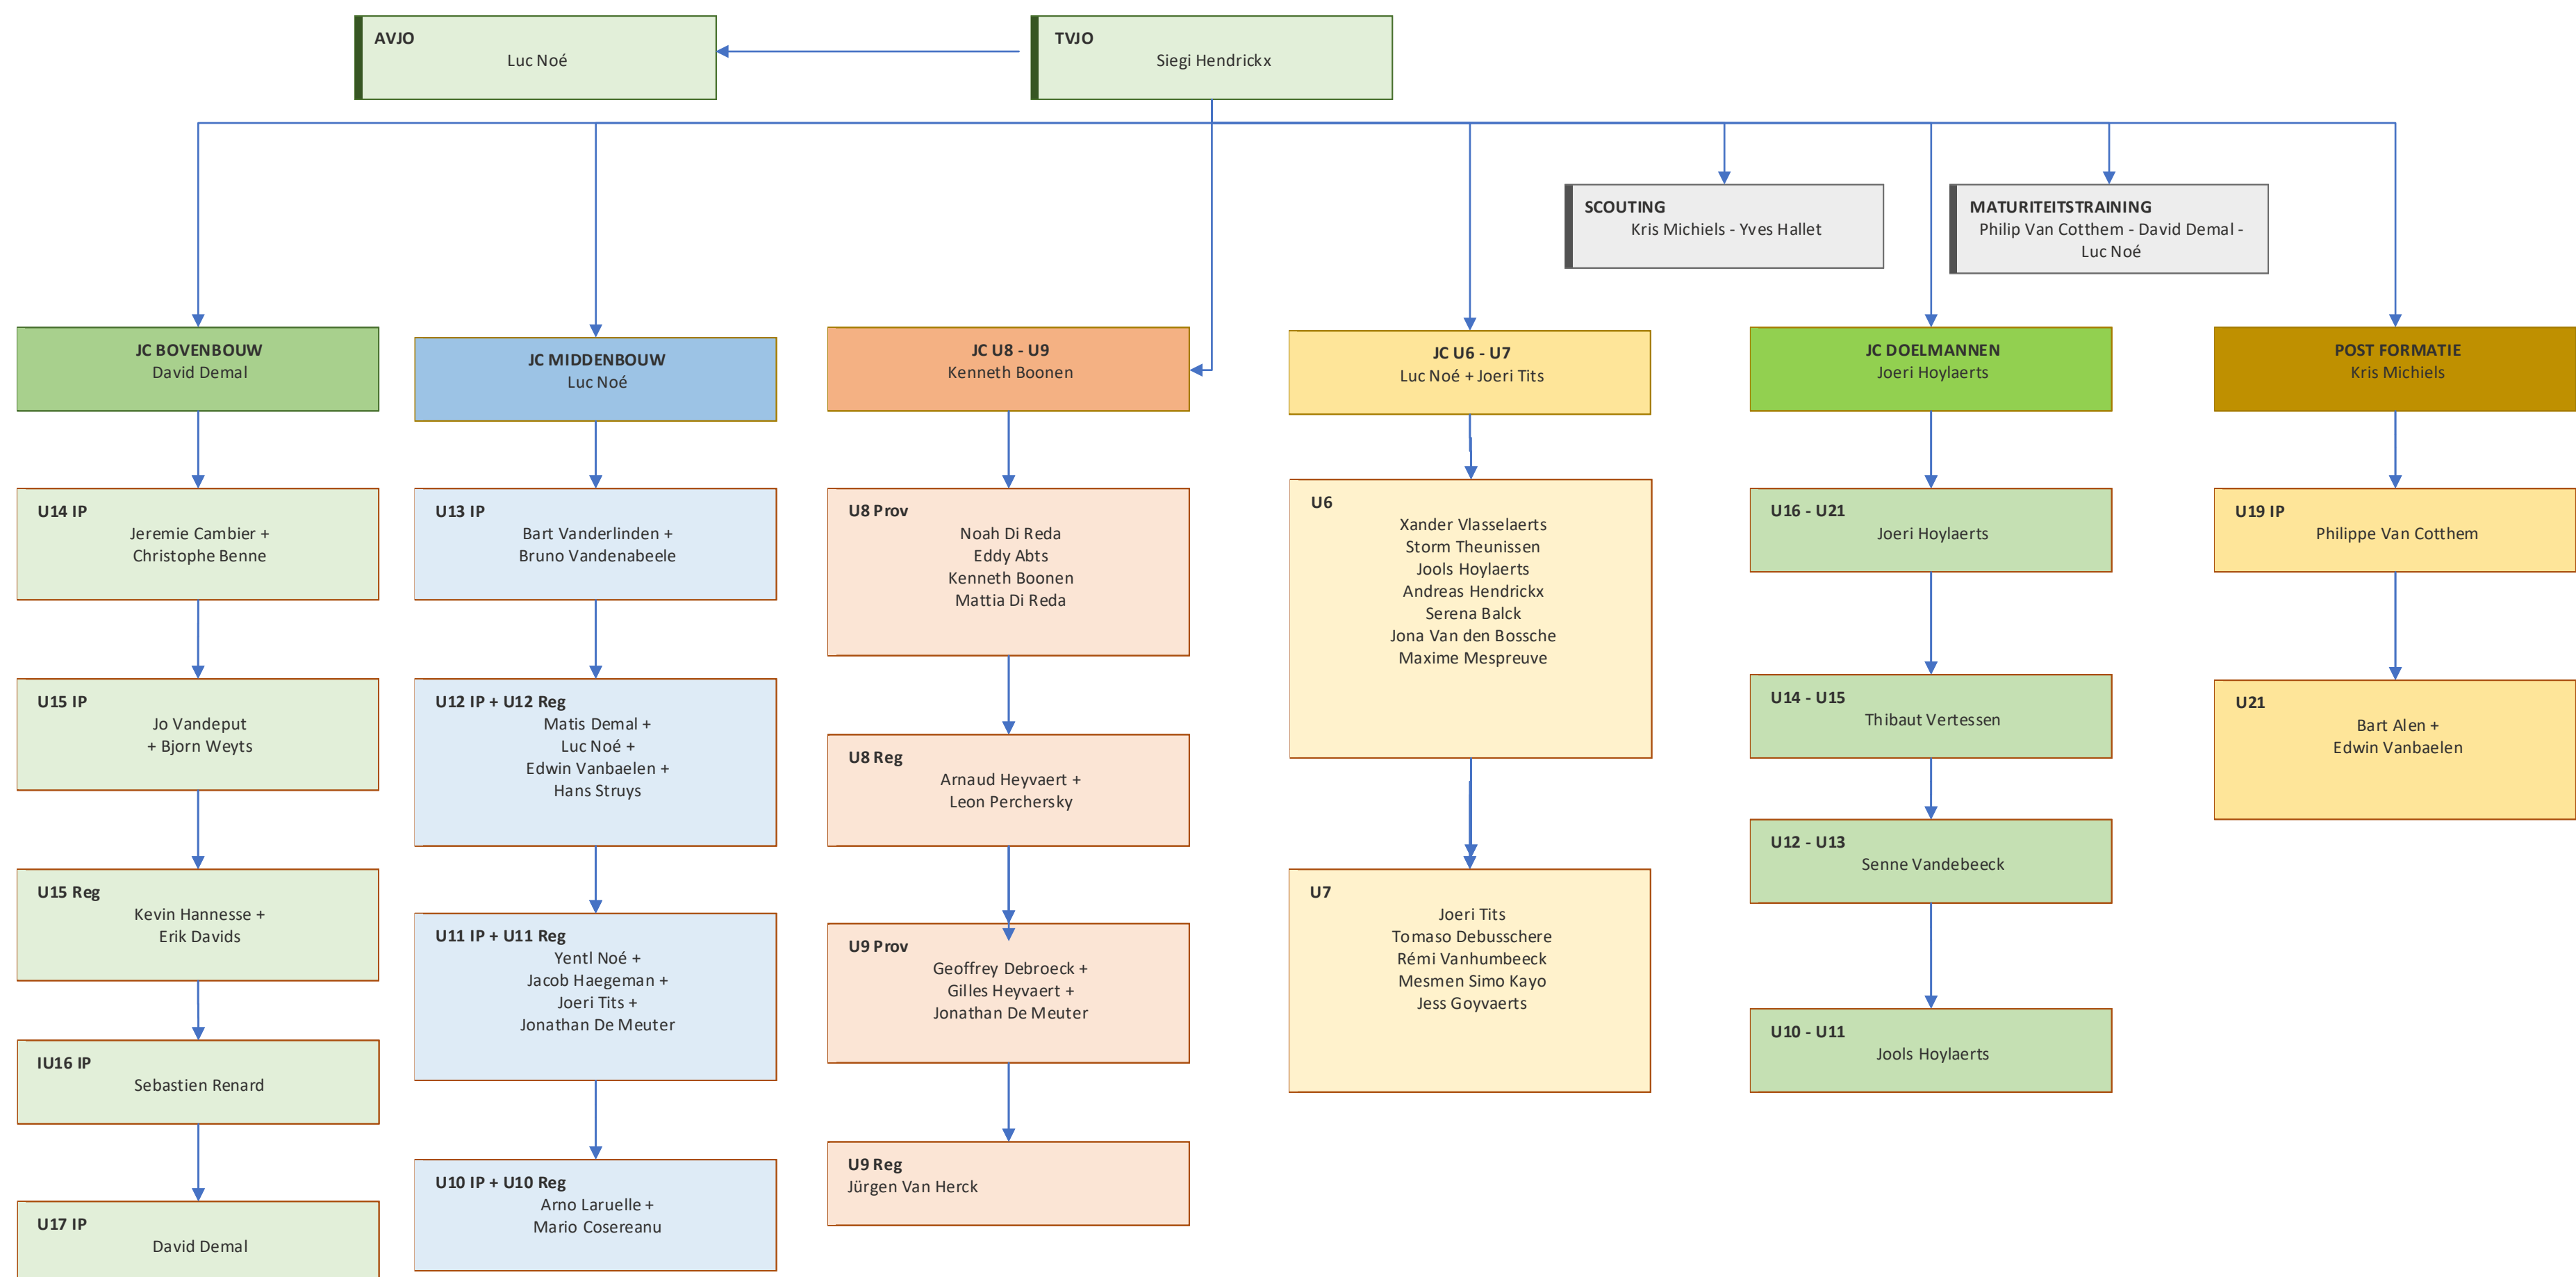 AVJO
Luc Noé
TVJO
Siegi Hendrickx
SCOUTING
Kris Michiels - Yves Hallet
MATURITEITSTRAINING
Philip Van Cotthem - David Demal -
Luc Noé
JC BOVENBOUW
David Demal
JC MIDDENBOUW
Luc Noé
JC U8 - U9
Kenneth Boonen
JC U6 - U7
Luc Noé + Joeri Tits
JC DOELMANNEN
Joeri Hoylaerts
POST FORMATIE
Kris Michiels
U14 IP
Jeremie Cambier +
Christophe Benne
U15 IP
Jo Vandeput
+ Bjorn Weyts
U15 Reg
Kevin Hannesse +
Erik Davids
IU16 IP
Sebastien Renard
U17 IP
David Demal
U13 IP
Bart Vanderlinden +
Bruno Vandenabeele
U12 IP + U12 Reg
Matis Demal +
Luc Noé +
Edwin Vanbaelen +
Hans Struys
U11 IP + U11 Reg
Yentl Noé +
Jacob Haegeman +
Joeri Tits +
Jonathan De Meuter
U10 IP + U10 Reg
Arno Laruelle +
Mario Cosereanu
U8 Prov
Noah Di Reda
Eddy Abts
Kenneth Boonen
Mattia Di Reda
U8 Reg
Arnaud Heyvaert +
Leon Perchersky
U9 Prov
Geoffrey Debroeck +
Gilles Heyvaert +
Jonathan De Meuter
U9 Reg
Jürgen Van Herck
U6
Xander Vlasselaerts
Storm Theunissen
Jools Hoylaerts
Andreas Hendrickx
Serena Balck
Jona Van den Bossche
Maxime Mespreuve
U7
Joeri Tits
Tomaso Debusschere
Rémi Vanhumbeeck
Mesmen Simo Kayo
Jess Goyvaerts
U16 - U21
Joeri Hoylaerts
U14 - U15
Thibaut Vertessen
U12 - U13
Senne Vandebeeck
U10 - U11
Jools Hoylaerts
U19 IP
Philippe Van Cotthem
U21
Bart Alen +
Edwin Vanbaelen